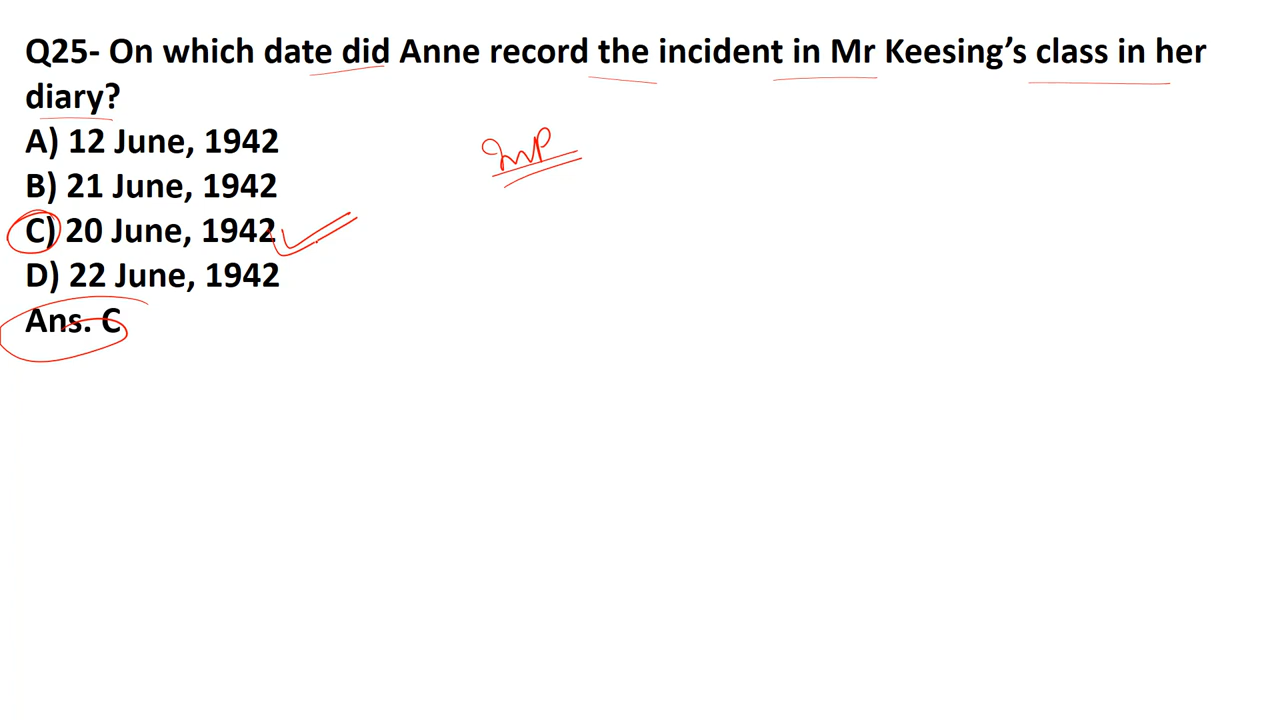 Q25- On which date did Anne record the incident in Mr Keesing’s class in her
diary?
A) 12 June, 1942
B) 21 June, 1942
C) 20 June, 1942
D) 22 June, 1942
Ans. C